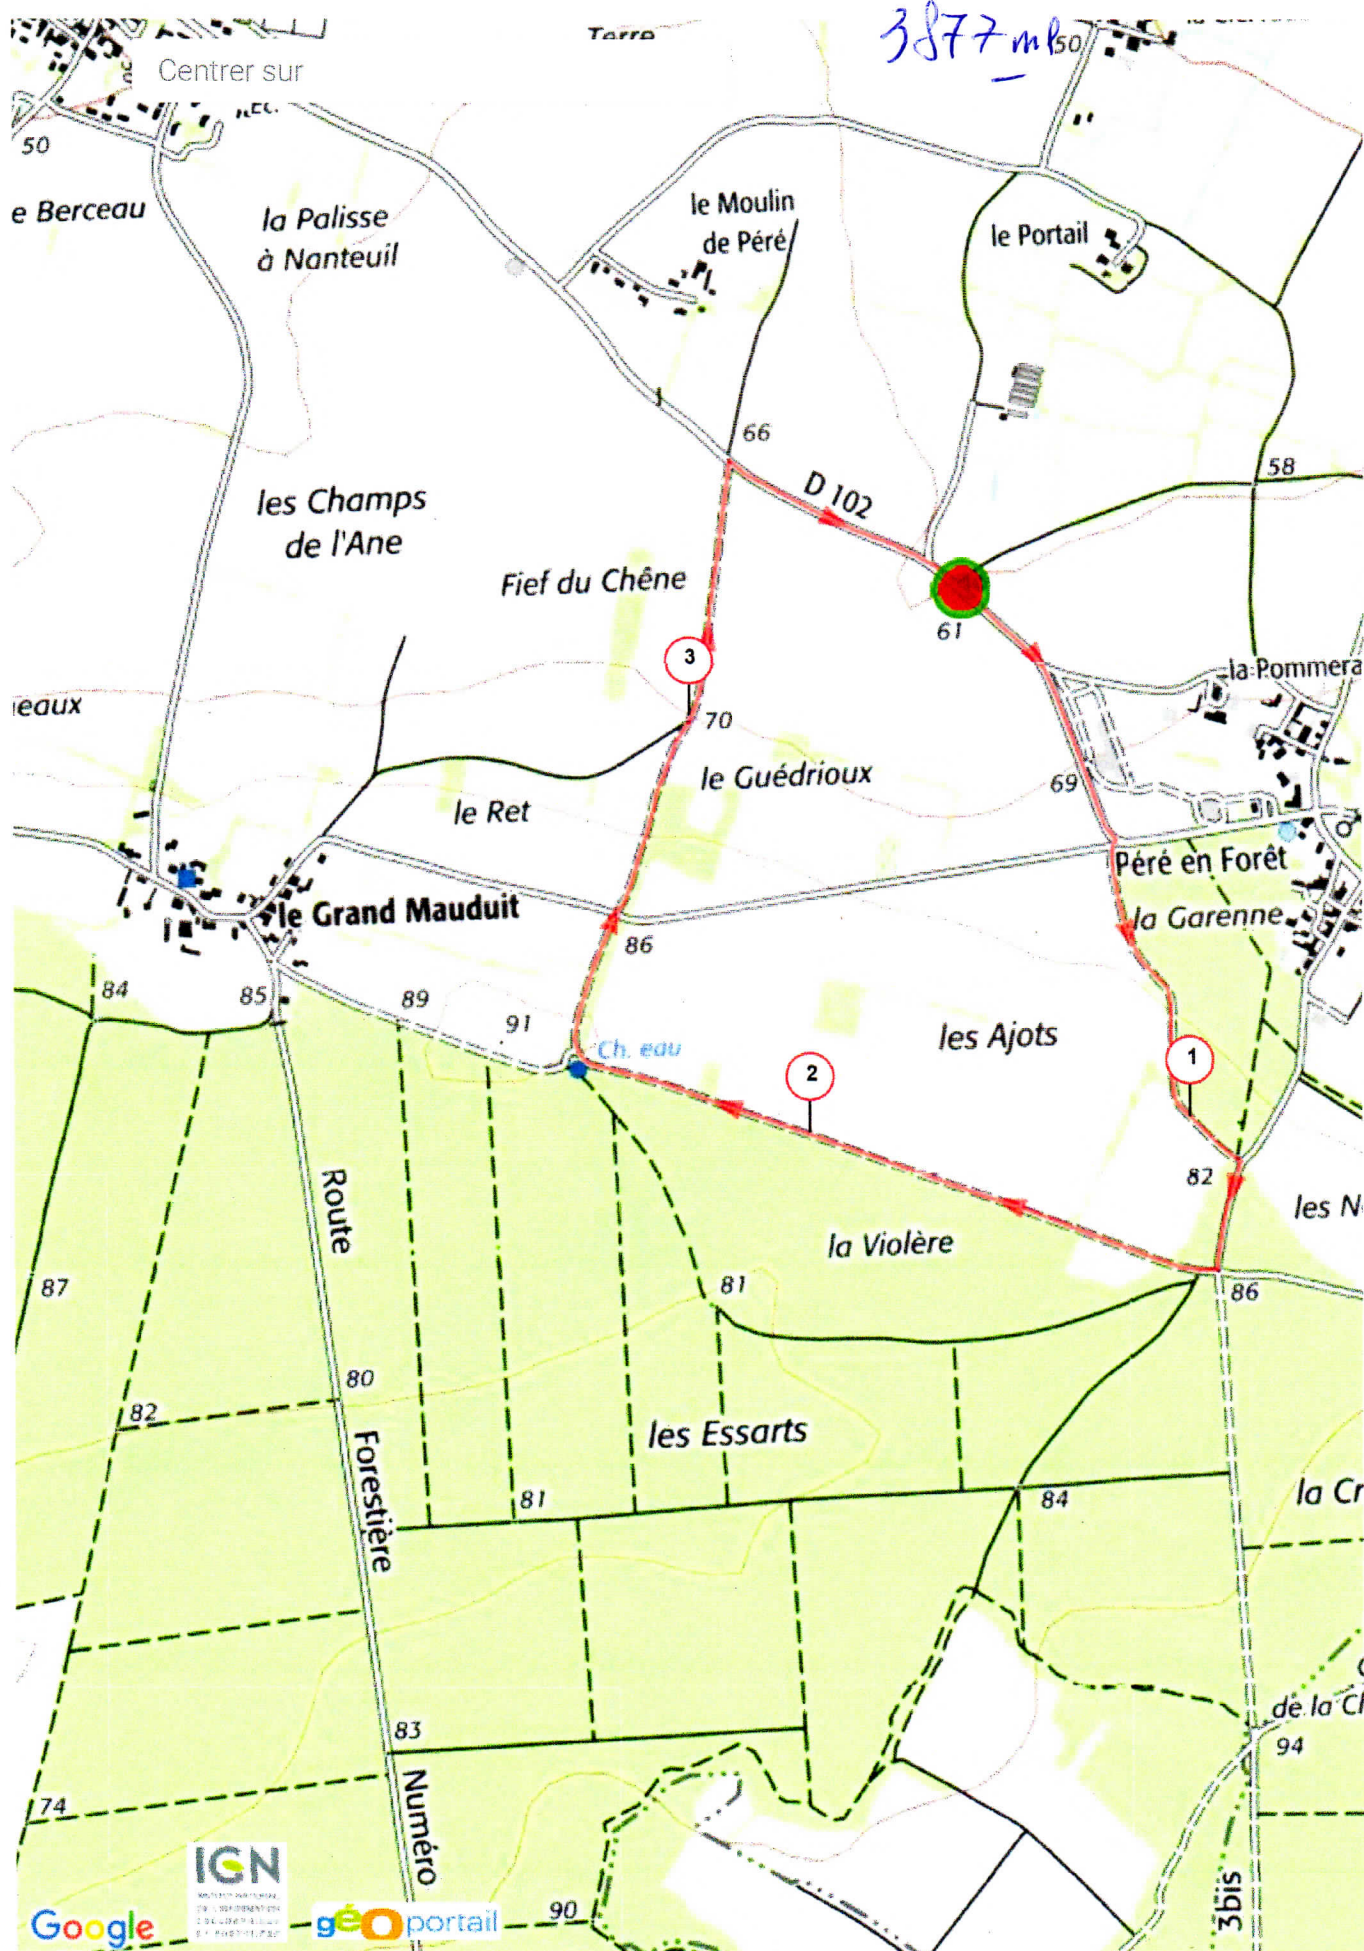 3877 ml
50
Centrer sur
50
e Berceau
la Palisse
à Nanteuil
le Moulin
de Péré
le Portail
66
D 102
58
les Champs
de l'Ane
Fief du Chêne
61
3
la Pommera
eaux
70
le Guédrioux
69
le Ret
Péré en Forêt
le Grand Mauduit
la Garenne
86
84
85
89
91
Ch. eau
les Ajots
1
2
82
Route
la Violère
les N
87
81
86
80
82
les Essarts
Forestière
81
84
la Cr
de la Cl
83
94
74
Numéro
3bis
90
IGN
Google
géoportail